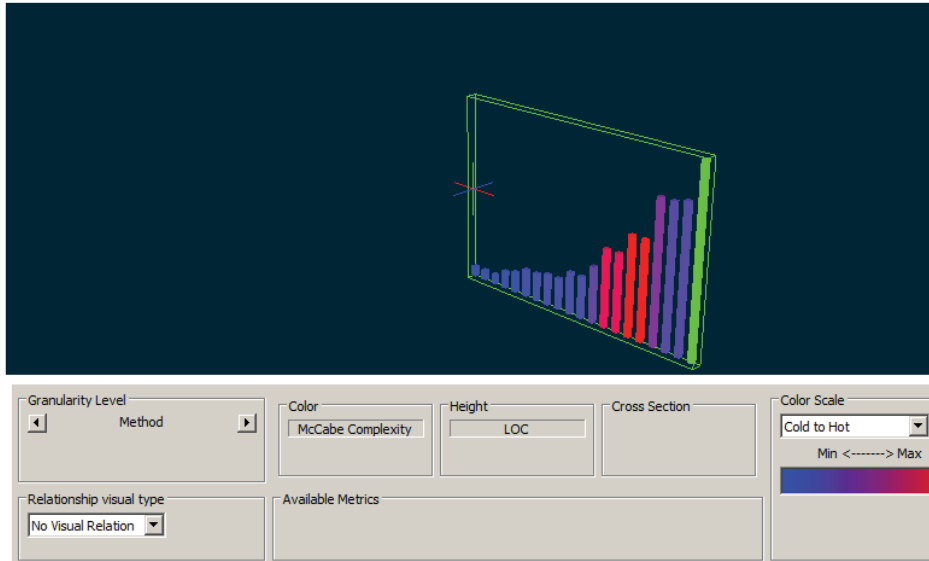 Granularity Level
Method
Color
McCabe Complexity
Height
LOC
Cross Section
Color Scale
Cold to Hot
Min <-------> Max
Relationship visual type
No Visual Relation
Available Metrics